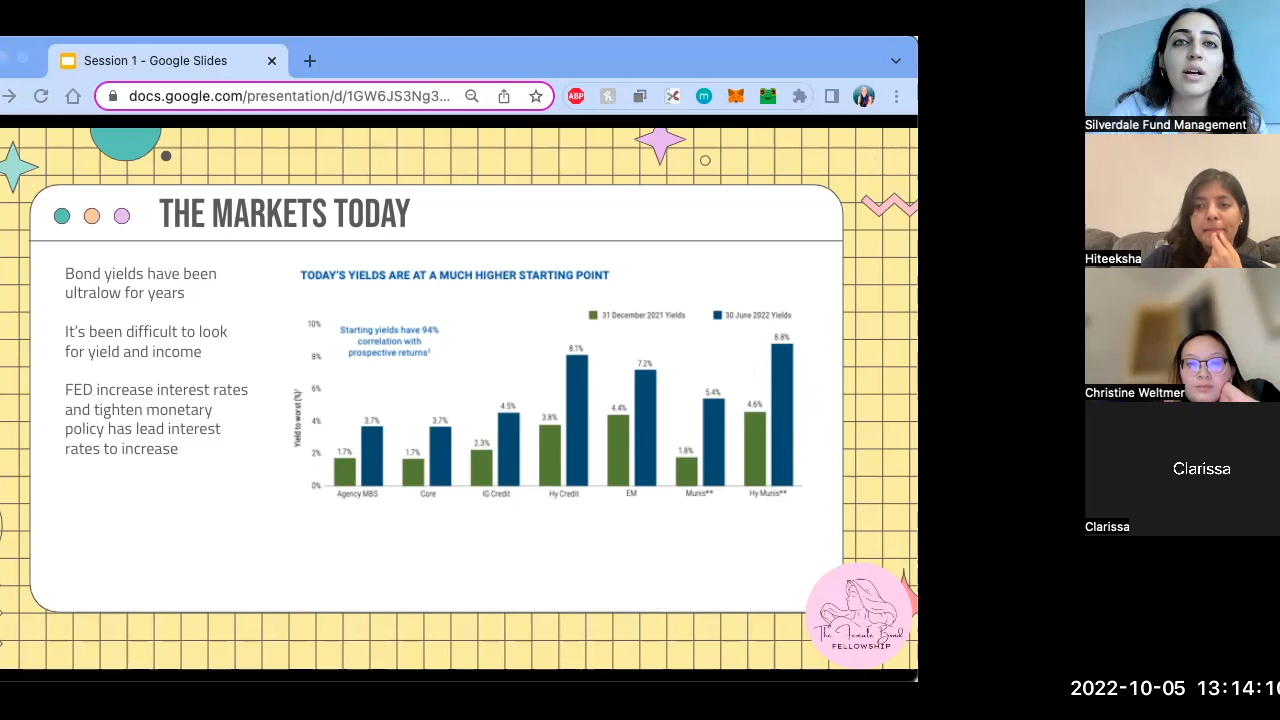 Session 1 - Google Slides
docs.google.com/presentation/d/1GW6JS3Ng3...
ABP
m
THE MARKETS TODAY
Bond yields have been
ultralow for years
It's been difficult to look
for yield and income
FED increase interest rates
and tighten monetary
policy has lead interest
rates to increase
TODAY'S YIELDS ARE AT A MUCH HIGHER STARTING POINT
31 December 2021 Yields 30 June 2022 Yields
Starting yields have 94%
correlation with
prospective returns²
Yield to worst (%)¹
10%
8%
6%
4%
2%
0%
1.7% 3.7% 1.7% 3.7% 2.3% 4.5% 3.8% 8.1% 4.4% 7.2% 1.8% 5.4% 4.6% 8.8%
Agency MBS Core IG Credit Hy Credit EM Munis** Hy Munis**
The Female Bond
FELLOWSHIP
Silverdale Fund Management
Hiteeksha
Christine Weltmer
Clarissa
Clarissa
2022-10-05 13:14:10